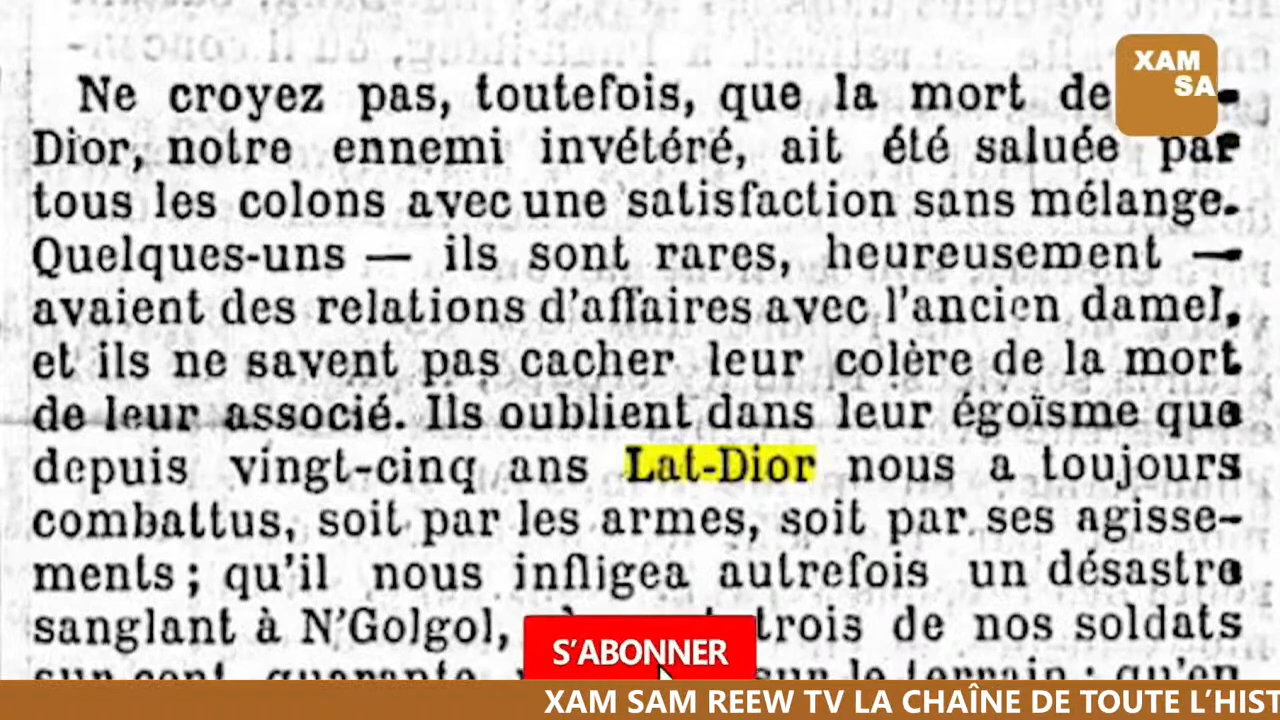 XAM
SA
Ne croyez pas, toutefois, que la mort de
Dior, notre ennemi invétéré, ait été saluée par
tous les colons avec une satisfaction sans mélange.
Quelques-uns — ils sont rares, heureusement —
avaient des relations d'affaires avec l'ancien damel,
et ils ne savent pas cacher leur colère de la mort
de leur associé. Ils oublient dans leur égoïsme que
depuis vingt-cinq ans Lat-Dior nous a toujours
combattus, soit par les armes, soit par ses agisse-
ments; qu'il nous infligea autrefois un désastre
sanglant à N'Golgol, trois de nos soldats
S'ABONNER
XAM SAM REEW TV LA CHAÎNE DE TOUTE L'HIST